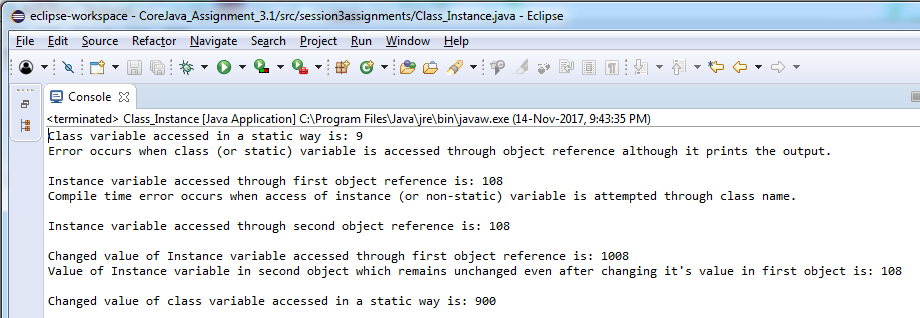 eclipse-workspace - CoreJava_Assignment_3.1/src/session3assignments/Class_Instance.java - Eclipse
File Edit Source Refactor Navigate Search Project Run Window Help
Console
<terminated> Class_Instance [Java Application] C:\Program Files\Java\jre\bin\javaw.exe (14-Nov-2017, 9:43:35 PM)
Class variable accessed in a static way is: 9
Error occurs when class (or static) variable is accessed through object reference although it prints the output.
Instance variable accessed through first object reference is: 108
Compile time error occurs when access of instance (or non-static) variable is attempted through class name.
Instance variable accessed through second object reference is: 108
Changed value of Instance variable accessed through first object reference is: 1008
Value of Instance variable in second object which remains unchanged even after changing it's value in first object is: 108
Changed value of class variable accessed in a static way is: 900